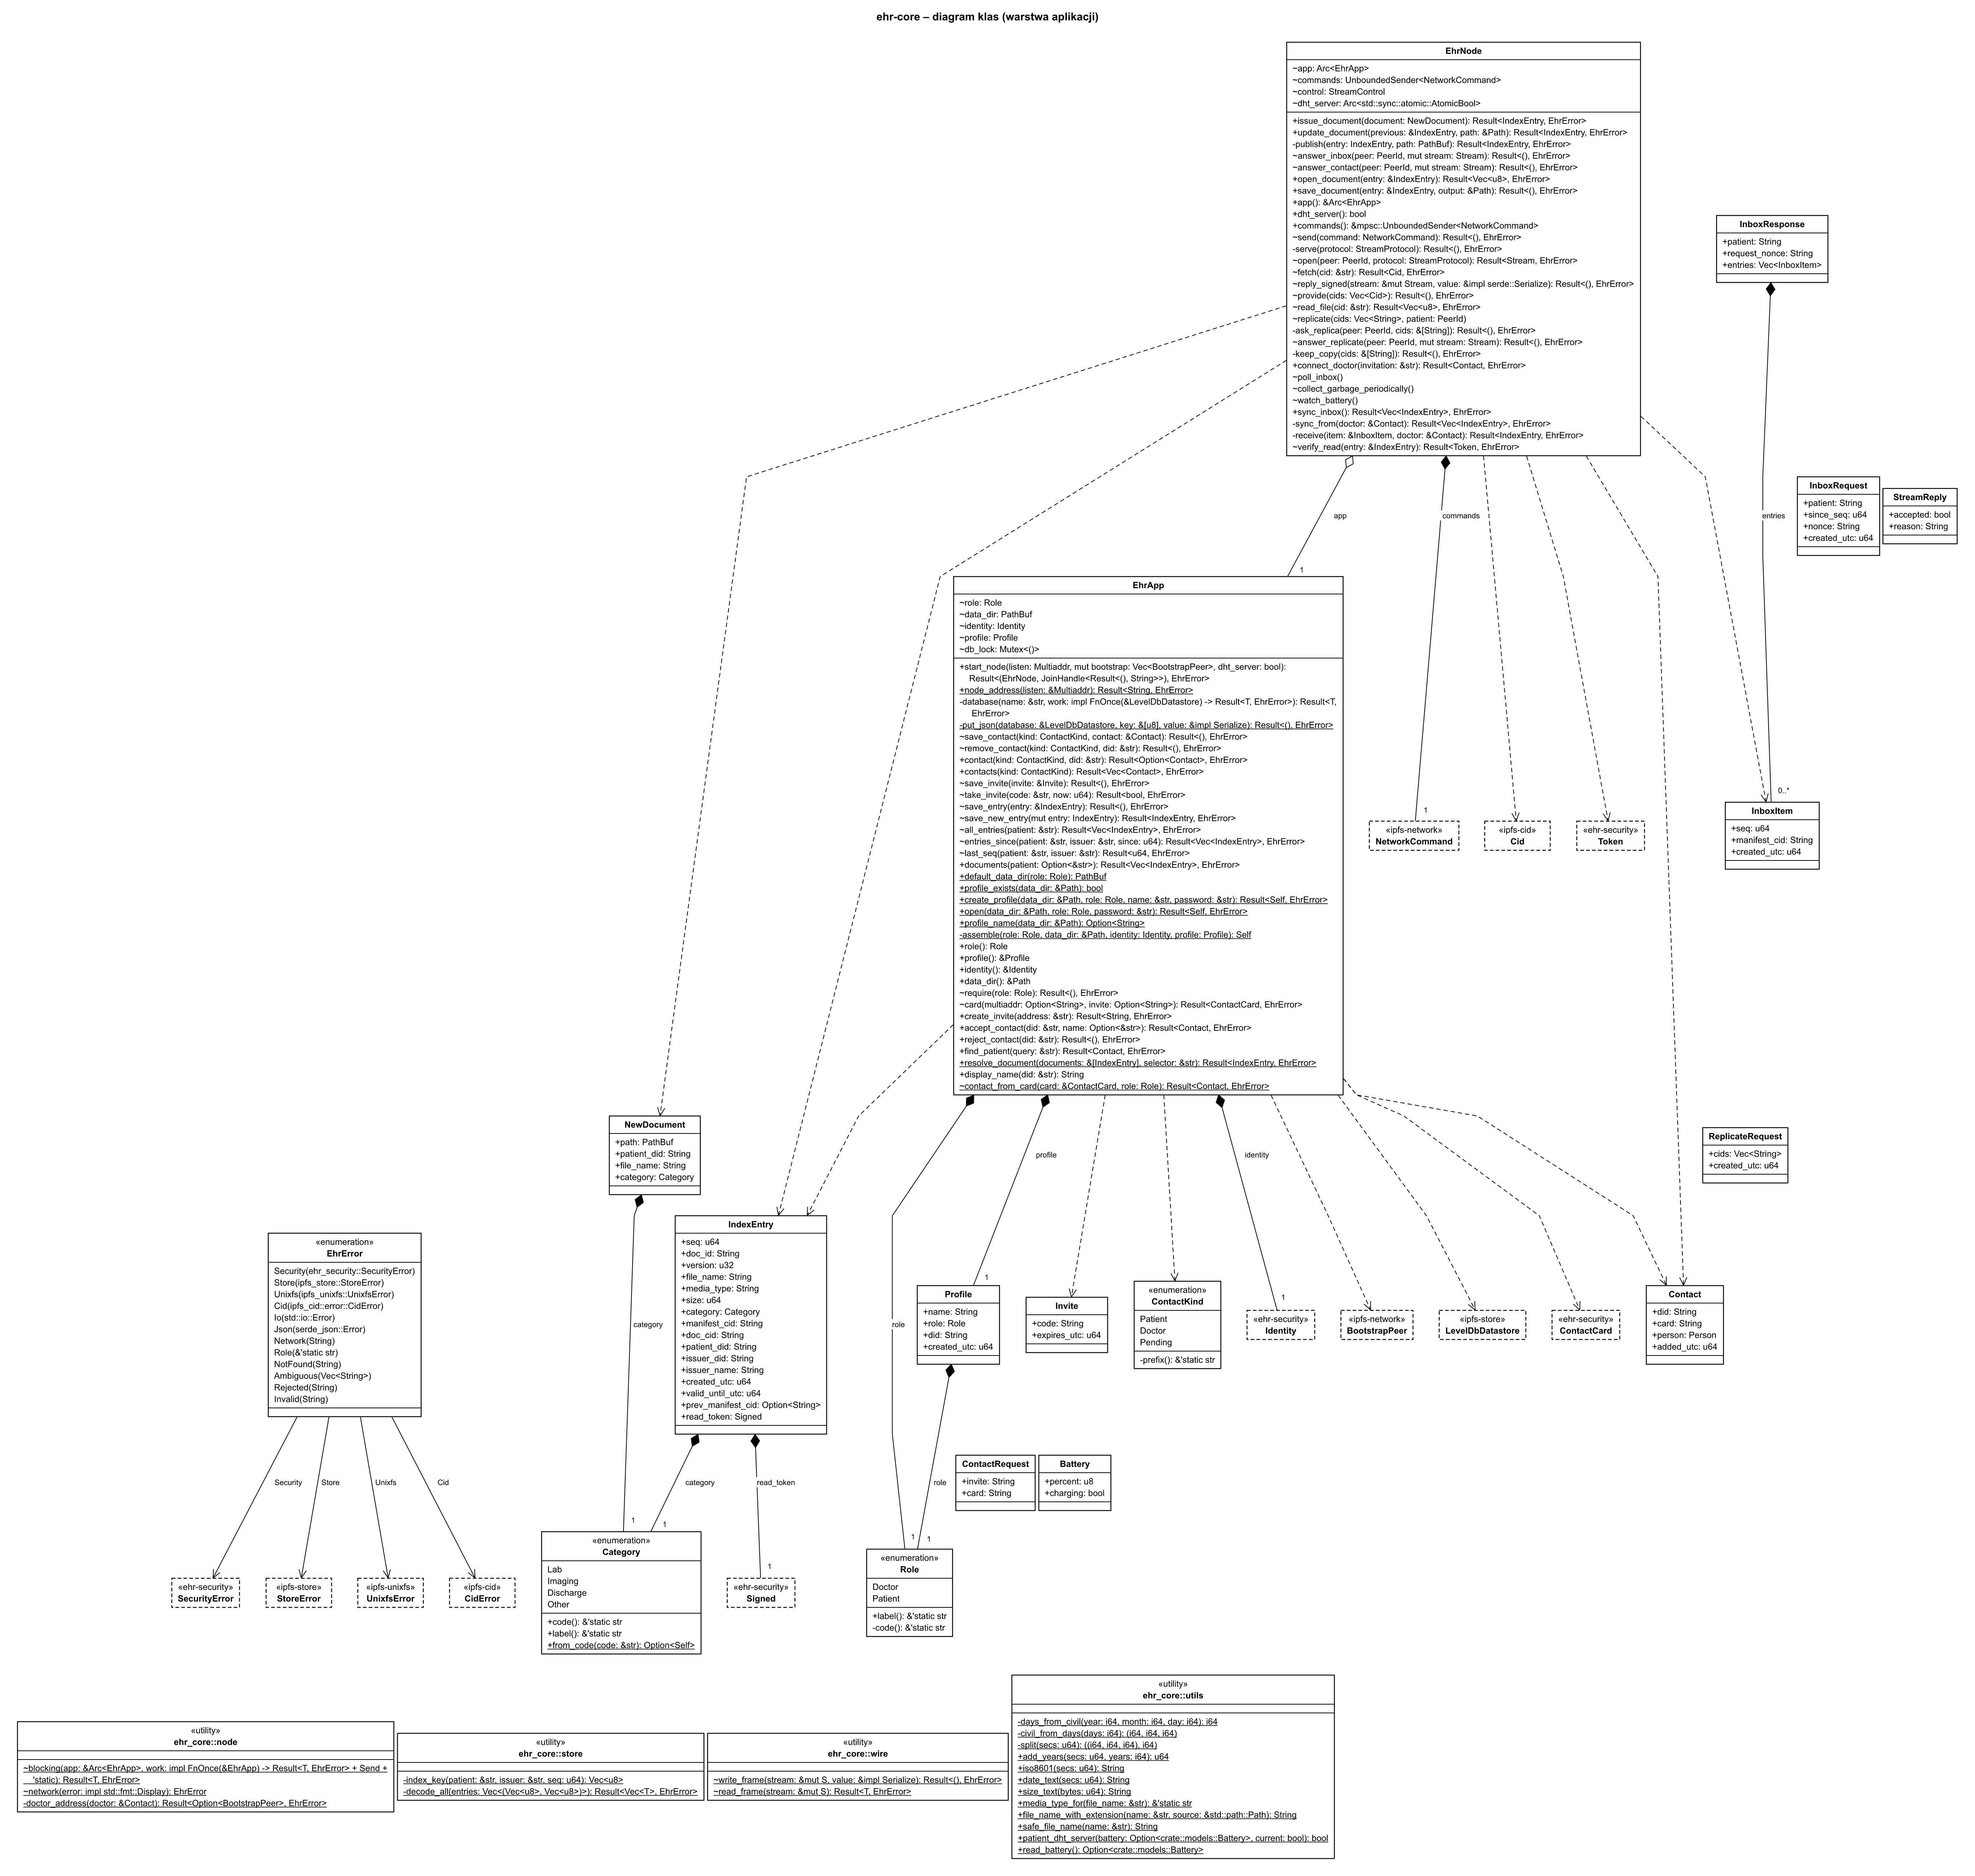 ehr-core – diagram klas (warstwa aplikacji)
EhrNode
~app: Arc<EhrApp>
~commands: UnboundedSender<NetworkCommand>
~control: StreamControl
~dht_server: Arc<std::sync::atomic::AtomicBool>
+issue_document(document: NewDocument): Result<IndexEntry, EhrError>
+update_document(previous: &IndexEntry, path: &Path): Result<IndexEntry, EhrError>
-publish(entry: IndexEntry, path: PathBuf): Result<IndexEntry, EhrError>
~answer_inbox(peer: PeerId, mut stream: Stream): Result<(), EhrError>
~answer_contact(peer: PeerId, mut stream: Stream): Result<(), EhrError>
+open_document(entry: &IndexEntry): Result<Vec<u8>, EhrError>
+save_document(entry: &IndexEntry, output: &Path): Result<(), EhrError>
+app(): &Arc<EhrApp>
+dht_server(): bool
+commands(): &mpsc::UnboundedSender<NetworkCommand>
~send(command: NetworkCommand): Result<(), EhrError>
-serve(protocol: StreamProtocol): Result<(), EhrError>
~open(peer: PeerId, protocol: StreamProtocol): Result<Stream, EhrError>
~fetch(cid: &str): Result<Cid, EhrError>
~reply_signed(stream: &mut Stream, value: &impl serde::Serialize): Result<(), EhrError>
~provide(cids: Vec<Cid>): Result<(), EhrError>
~read_file(cid: &str): Result<Vec<u8>, EhrError>
~replicate(cids: Vec<String>, patient: PeerId)
-ask_replica(peer: PeerId, cids: &[String]): Result<(), EhrError>
~answer_replicate(peer: PeerId, mut stream: Stream): Result<(), EhrError>
-keep_copy(cids: &[String]): Result<(), EhrError>
+connect_doctor(invitation: &str): Result<Contact, EhrError>
~poll_inbox()
~collect_garbage_periodically()
~watch_battery()
+sync_inbox(): Result<Vec<IndexEntry>, EhrError>
-sync_from(doctor: &Contact): Result<Vec<IndexEntry>, EhrError>
-receive(item: &InboxItem, doctor: &Contact): Result<IndexEntry, EhrError>
~verify_read(entry: &IndexEntry): Result<Token, EhrError>
InboxResponse
+patient: String
+request_nonce: String
+entries: Vec<InboxItem>
InboxRequest
+patient: String
+since_seq: u64
+nonce: String
+created_utc: u64
StreamReply
+accepted: bool
+reason: String
app
commands
entries
1
EhrApp
~role: Role
~data_dir: PathBuf
~identity: Identity
~profile: Profile
~db_lock: Mutex<()>
+start_node(listen: Multiaddr, mut bootstrap: Vec<BootstrapPeer>, dht_server: bool):
Result<(EhrNode, JoinHandle<Result<(), String>>), EhrError>
+node_address(listen: &Multiaddr): Result<String, EhrError>
-database(name: &str, work: impl FnOnce(&LevelDbDatastore) -> Result<T, EhrError>): Result<T,
EhrError>
-put_json(database: &LevelDbDatastore, key: &[u8], value: &impl Serialize): Result<(), EhrError>
~save_contact(kind: ContactKind, contact: &Contact): Result<(), EhrError>
~remove_contact(kind: ContactKind, did: &str): Result<(), EhrError>
+contact(kind: ContactKind, did: &str): Result<Option<Contact>, EhrError>
+contacts(kind: ContactKind): Result<Vec<Contact>, EhrError>
~save_invite(invite: &Invite): Result<(), EhrError>
~take_invite(code: &str, now: u64): Result<bool, EhrError>
~save_entry(entry: &IndexEntry): Result<(), EhrError>
~save_new_entry(mut entry: IndexEntry): Result<IndexEntry, EhrError>
~all_entries(patient: &str): Result<Vec<IndexEntry>, EhrError>
~entries_since(patient: &str, issuer: &str, since: u64): Result<Vec<IndexEntry>, EhrError>
~last_seq(patient: &str, issuer: &str): Result<u64, EhrError>
+documents(patient: Option<&str>): Result<Vec<IndexEntry>, EhrError>
+default_data_dir(role: Role): PathBuf
+profile_exists(data_dir: &Path): bool
+create_profile(data_dir: &Path, role: Role, name: &str, password: &str): Result<Self, EhrError>
+open(data_dir: &Path, role: Role, password: &str): Result<Self, EhrError>
+profile_name(data_dir: &Path): Option<String>
-assemble(role: Role, data_dir: &Path, identity: Identity, profile: Profile): Self
+role(): Role
+profile(): &Profile
+identity(): &Identity
+data_dir(): &Path
~require(role: Role): Result<(), EhrError>
~card(multiaddr: Option<String>, invite: Option<String>): Result<ContactCard, EhrError>
+create_invite(address: &str): Result<String, EhrError>
+accept_contact(did: &str, name: Option<&str>): Result<Contact, EhrError>
+reject_contact(did: &str): Result<(), EhrError>
+find_patient(query: &str): Result<Contact, EhrError>
+resolve_document(documents: &[IndexEntry], selector: &str): Result<IndexEntry, EhrError>
+display_name(did: &str): String
~contact_from_card(card: &ContactCard, role: Role): Result<Contact, EhrError>
1
«ipfs-network»
NetworkCommand
«ipfs-cid»
Cid
«ehr-security»
Token
0..*
InboxItem
+seq: u64
+manifest_cid: String
+created_utc: u64
NewDocument
+path: PathBuf
+patient_did: String
+file_name: String
+category: Category
profile
identity
ReplicateRequest
+cids: Vec<String>
+created_utc: u64
«enumeration»
EhrError
Security(ehr_security::SecurityError)
Store(ipfs_store::StoreError)
Unixfs(ipfs_unixfs::UnixfsError)
Cid(ipfs_cid::error::CidError)
Io(std::io::Error)
Json(serde_json::Error)
Network(String)
Role(&'static str)
NotFound(String)
Ambiguous(Vec<String>)
Rejected(String)
Invalid(String)
category
IndexEntry
+seq: u64
+doc_id: String
+version: u32
+file_name: String
+media_type: String
+size: u64
+category: Category
+manifest_cid: String
+doc_cid: String
+patient_did: String
+issuer_did: String
+issuer_name: String
+created_utc: u64
+valid_until_utc: u64
+prev_manifest_cid: Option<String>
+read_token: Signed
role
1
Profile
+name: String
+role: Role
+did: String
+created_utc: u64
Invite
+code: String
+expires_utc: u64
«enumeration»
ContactKind
Patient
Doctor
Pending
-prefix(): &'static str
1
«ehr-security»
Identity
«ipfs-network»
BootstrapPeer
«ipfs-store»
LevelDbDatastore
«ehr-security»
ContactCard
Contact
+did: String
+card: String
+person: Person
+added_utc: u64
Security
Store
Unixfs
Cid
category
read_token
role
ContactRequest
+invite: String
+card: String
Battery
+percent: u8
+charging: bool
«ehr-security»
SecurityError
«ipfs-store»
StoreError
«ipfs-unixfs»
UnixfsError
«ipfs-cid»
CidError
1
1
«enumeration»
Category
Lab
Imaging
Discharge
Other
+code(): &'static str
+label(): &'static str
+from_code(code: &str): Option<Self>
1
«ehr-security»
Signed
1
1
«enumeration»
Role
Doctor
Patient
+label(): &'static str
-code(): &'static str
«utility»
ehr_core::node
~blocking(app: &Arc<EhrApp>, work: impl FnOnce(&EhrApp) -> Result<T, EhrError> + Send +
'static): Result<T, EhrError>
~network(error: impl std::fmt::Display): EhrError
-doctor_address(doctor: &Contact): Result<Option<BootstrapPeer>, EhrError>
«utility»
ehr_core::store
-index_key(patient: &str, issuer: &str, seq: u64): Vec<u8>
-decode_all(entries: Vec<(Vec<u8>, Vec<u8>)>): Result<Vec<T>, EhrError>
«utility»
ehr_core::wire
~write_frame(stream: &mut S, value: &impl Serialize): Result<(), EhrError>
~read_frame(stream: &mut S): Result<T, EhrError>
«utility»
ehr_core::utils
-days_from_civil(year: i64, month: i64, day: i64): i64
-civil_from_days(days: i64): (i64, i64, i64)
-split(secs: u64): ((i64, i64, i64), i64)
+add_years(secs: u64, years: i64): u64
+iso8601(secs: u64): String
+date_text(secs: u64): String
+size_text(bytes: u64): String
+media_type_for(file_name: &str): &'static str
+file_name_with_extension(name: &str, source: &std::path::Path): String
+safe_file_name(name: &str): String
+patient_dht_server(battery: Option<crate::models::Battery>, current: bool): bool
+read_battery(): Option<crate::models::Battery>